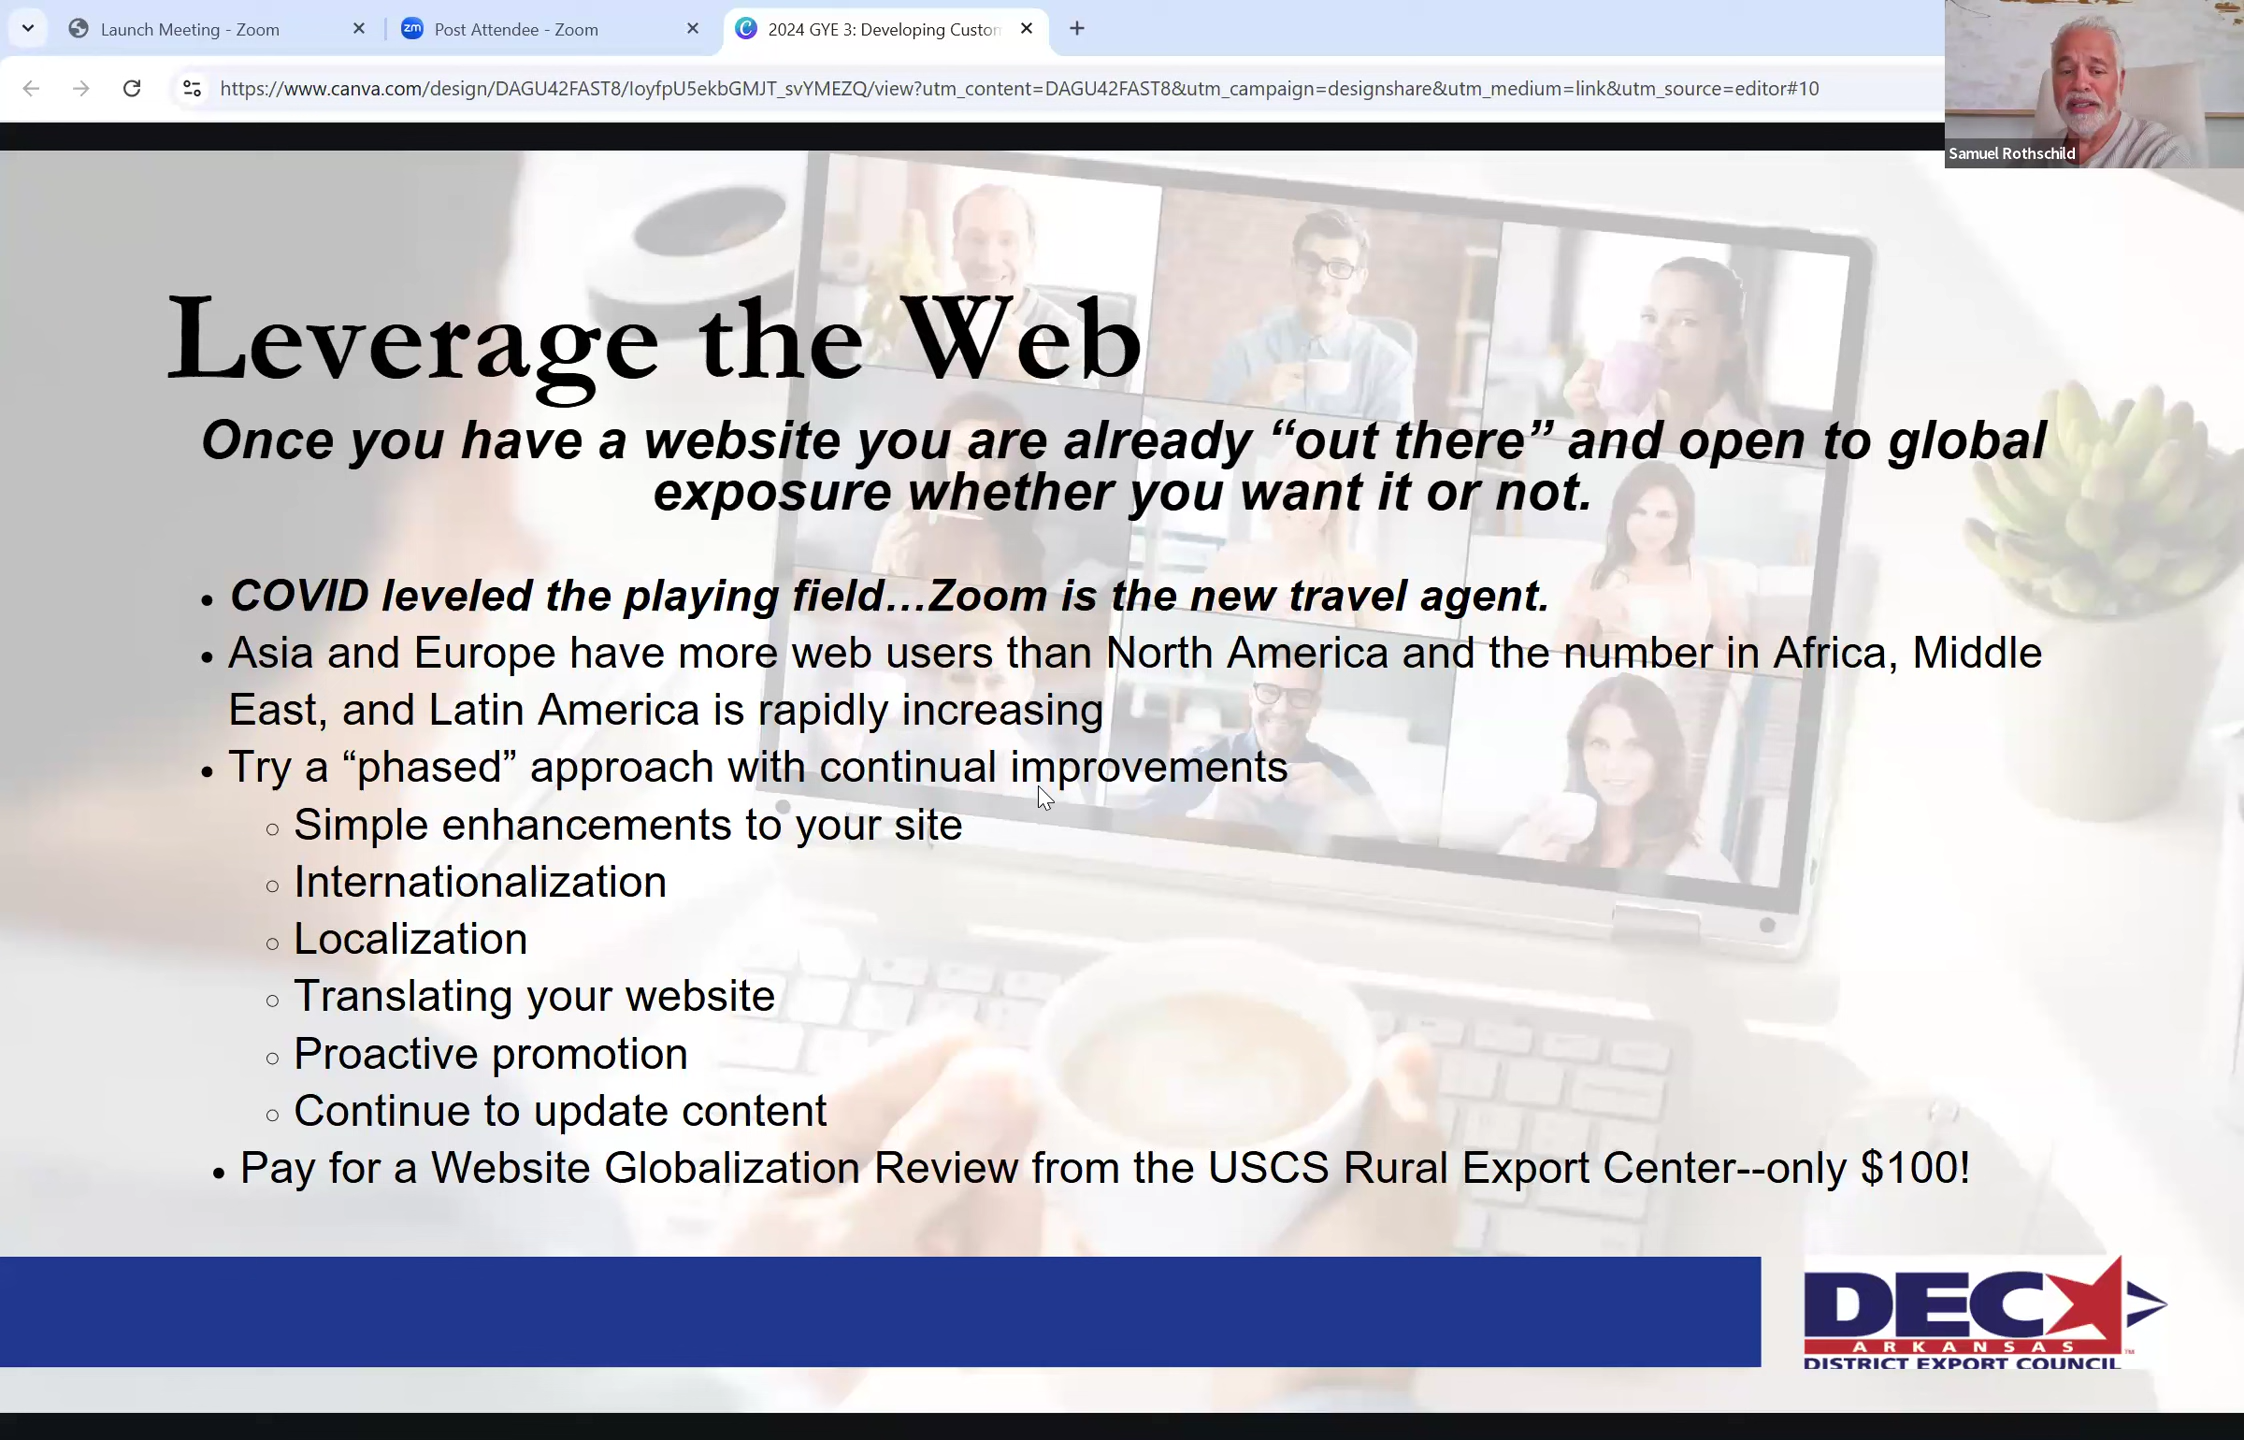 Launch Meeting - Zoom
zm Post Attendee - Zoom
2024 GYE 3: Developing Custon
https://www.canva.com/design/DAGU42FAST8/IoyfpU5ekbGMJT_svYMEZQ/view?utm_content=DAGU42FAST8&utm_campaign=designshare&utm_medium=link&utm_source=editor#10
Samuel Rothschild
Leverage the Web
Once you have a website you are already “out there” and open to global
exposure whether you want it or not.
• COVID leveled the playing field…Zoom is the new travel agent.
• Asia and Europe have more web users than North America and the number in Africa, Middle
East, and Latin America is rapidly increasing
• Try a “phased” approach with continual improvements
○ Simple enhancements to your site
○ Internationalization
○ Localization
○ Translating your website
○ Proactive promotion
○ Continue to update content
• Pay for a Website Globalization Review from the USCS Rural Export Center--only $100!
DEC
ARKANSAS™
DISTRICT EXPORT COUNCIL